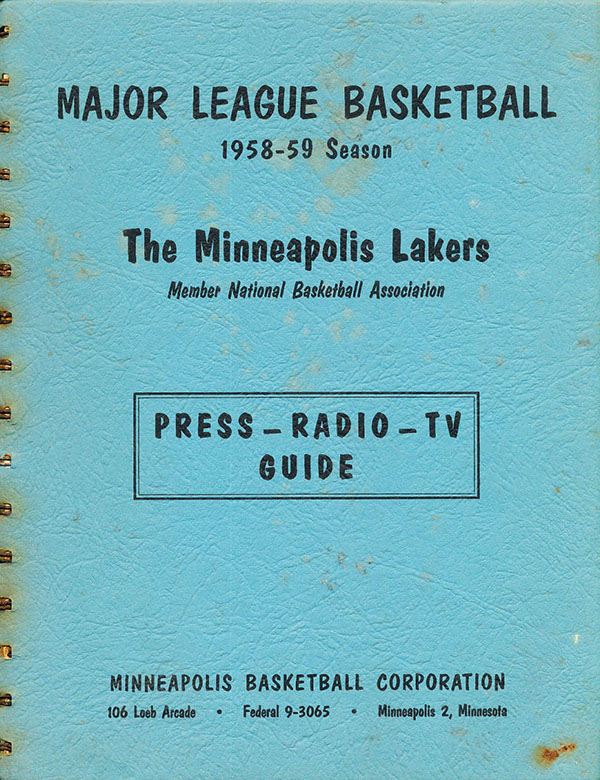 MAJOR LEAGUE BASKETBALL
1958-59 Season
The Minneapolis Lakers
Member National Basketball Association
PRESS - RADIO - TV
GUIDE
MINNEAPOLIS BASKETBALL CORPORATION
106 Loeb Arcade • Federal 9-3065 • Minneapolis 2, Minnesota